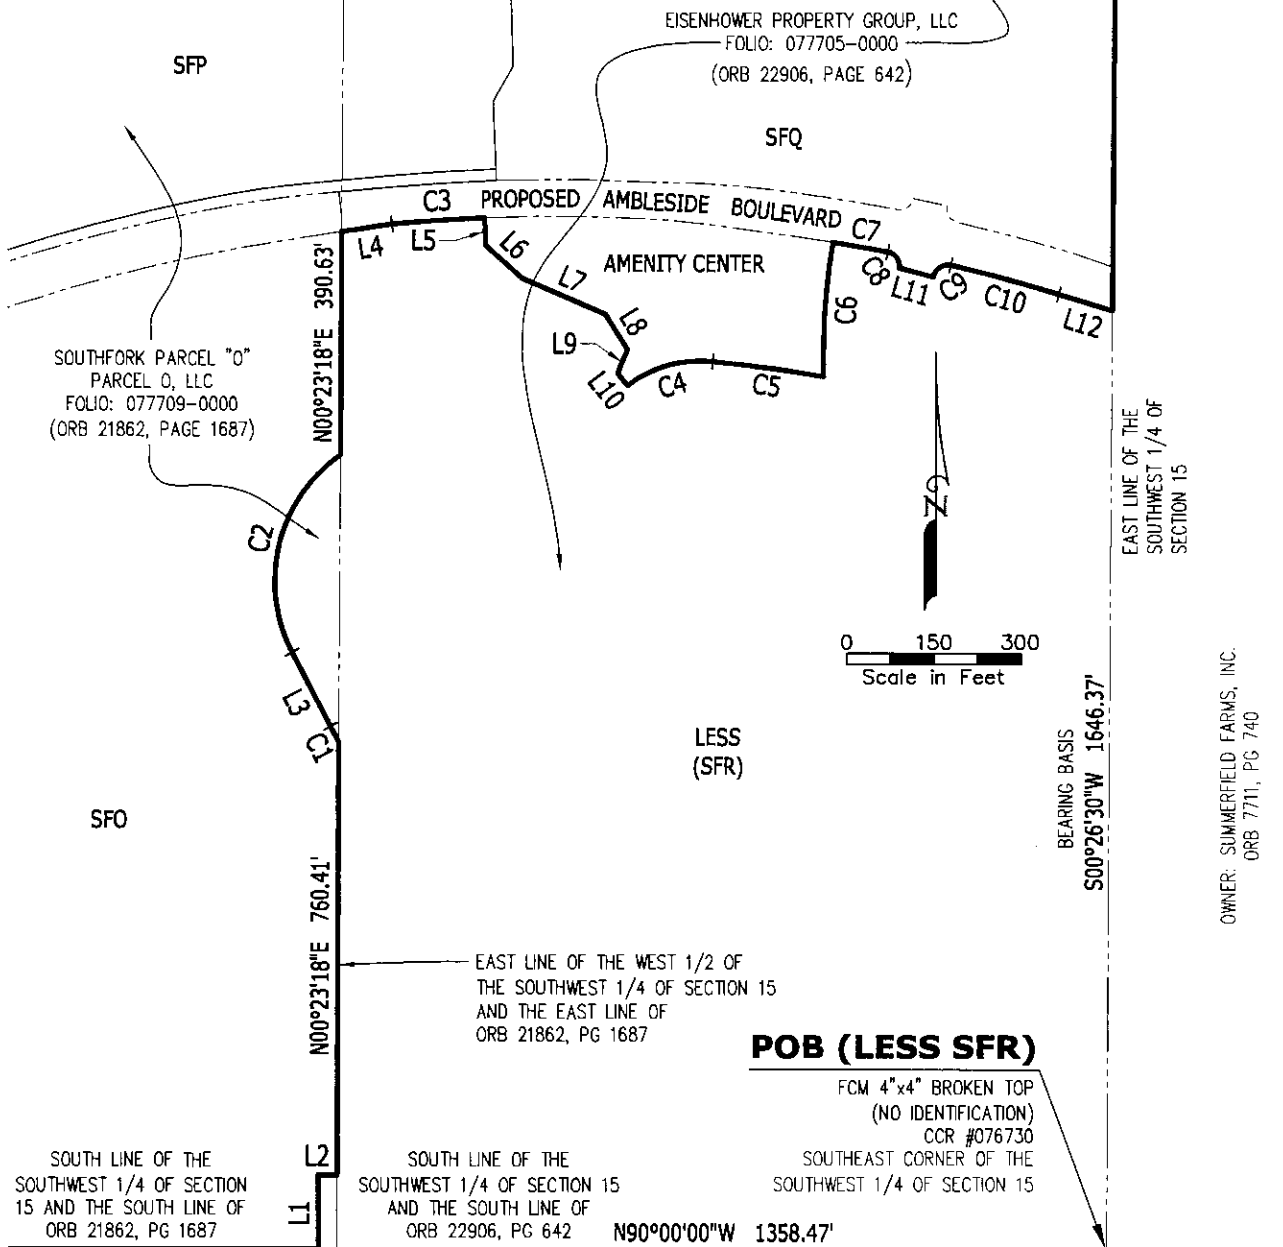 EISENHOWER PROPERTY GROUP, LLC
FOLIO: 077705-0000
(ORB 22906, PAGE 642)
SFP
SFQ
C3 PROPOSED AMBLESIDE BOULEVARD C7
L4
L5
L6
AMENITY CENTER
L7
L8
L9
L10
C4
C5
C6
C8
L11
C9
C10
L12
N00°23'18"E 390.63'
SOUTHFORK PARCEL "O"
PARCEL O, LLC
FOLIO: 077709-0000
(ORB 21862, PAGE 1687)
C2
L3
C1
EAST LINE OF THE
SOUTHWEST 1/4 OF
SECTION 15
N
0 150 300
Scale in Feet
LESS
(SFR)
BEARING BASIS
S00°26'30"W 1646.37'
OWNER: SUMMERFIELD FARMS, INC.
ORB 7711, PG 740
SFO
N00°23'18"E 760.41'
EAST LINE OF THE WEST 1/2 OF
THE SOUTHWEST 1/4 OF SECTION 15
AND THE EAST LINE OF
ORB 21862, PG 1687
POB (LESS SFR)
FCM 4"x4" BROKEN TOP
(NO IDENTIFICATION)
CCR #076730
SOUTHEAST CORNER OF THE
SOUTHWEST 1/4 OF SECTION 15
L2
L1
SOUTH LINE OF THE
SOUTHWEST 1/4 OF SECTION
15 AND THE SOUTH LINE OF
ORB 21862, PG 1687
SOUTH LINE OF THE
SOUTHWEST 1/4 OF SECTION 15
AND THE SOUTH LINE OF
ORB 22906, PG 642
N90°00'00"W 1358.47'